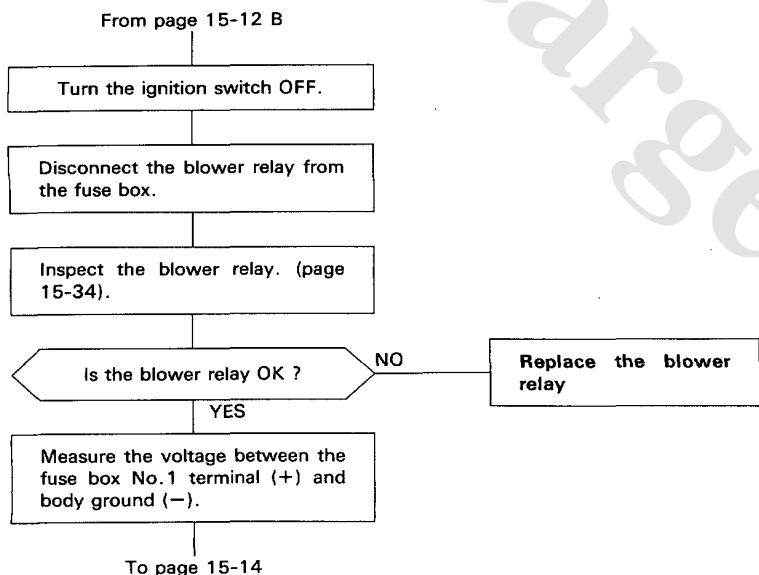 From page 15-12 B
Turn the ignition switch OFF.
Disconnect the blower relay from
the fuse box.
Inspect the blower relay. (page
15-34).
Is the blower relay OK ?
NO
Replace the blower
relay
YES
Measure the voltage between the
fuse box No.1 terminal (+) and
body ground (−).
To page 15-14
arge